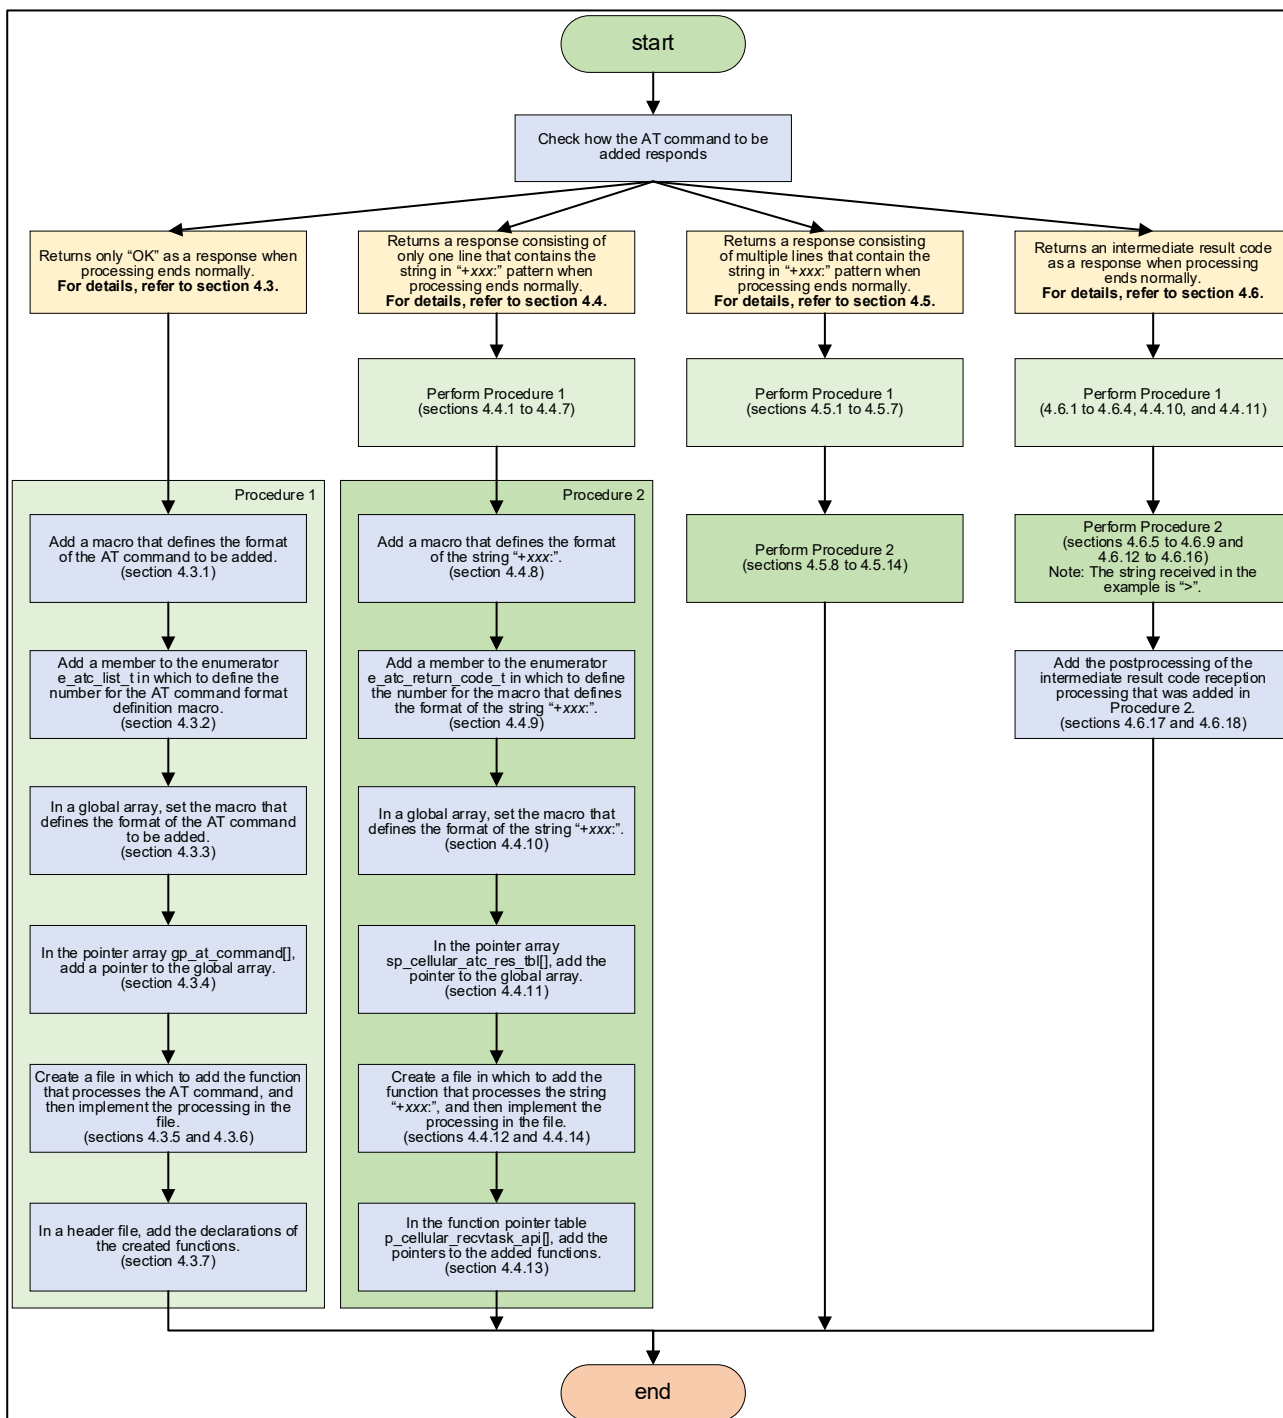 start
Check how the AT command to be
added responds
Returns only “OK” as a response when
processing ends normally.
For details, refer to section 4.3.
Returns a response consisting of
only one line that contains the
string in “+xxx:” pattern when
processing ends normally.
For details, refer to section 4.4.
Returns a response consisting
of multiple lines that contain the
string in “+xxx:” pattern when
processing ends normally.
For details, refer to section 4.5.
Returns an intermediate result code
as a response when processing
ends normally.
For details, refer to section 4.6.
Perform Procedure 1
(sections 4.4.1 to 4.4.7)
Perform Procedure 1
(sections 4.5.1 to 4.5.7)
Perform Procedure 1
(4.6.1 to 4.6.4, 4.4.10, and 4.4.11)
Procedure 1
Add a macro that defines the format
of the AT command to be added.
(section 4.3.1)
Add a member to the enumerator
e_atc_list_t in which to define the
number for the AT command format
definition macro.
(section 4.3.2)
In a global array, set the macro that
defines the format of the AT command
to be added.
(section 4.3.3)
In the pointer array gp_at_command[],
add a pointer to the global array.
(section 4.3.4)
Create a file in which to add the function
that processes the AT command, and
then implement the processing in the
file.
(sections 4.3.5 and 4.3.6)
In a header file, add the declarations of
the created functions.
(section 4.3.7)
Procedure 2
Add a macro that defines the format
of the string “+xxx:”.
(section 4.4.8)
Add a member to the enumerator
e_atc_return_code_t in which to define
the number for the macro that defines
the format of the string “+xxx:”.
(section 4.4.9)
In a global array, set the macro that
defines the format of the string “+xxx:”.
(section 4.4.10)
In the pointer array
sp_cellular_atc_res_tbl[], add the
pointer to the global array.
(section 4.4.11)
Create a file in which to add the
function that processes the string
“+xxx:”, and then implement the
processing in the file.
(sections 4.4.12 and 4.4.14)
In the function pointer table
p_cellular_recvtask_api[], add the
pointers to the added functions.
(section 4.4.13)
Perform Procedure 2
(sections 4.5.8 to 4.5.14)
Perform Procedure 2
(sections 4.6.5 to 4.6.9 and
4.6.12 to 4.6.16)
Note: The string received in the
example is “>”.
Add the postprocessing of the
intermediate result code reception
processing that was added in
Procedure 2.
(sections 4.6.17 and 4.6.18)
end